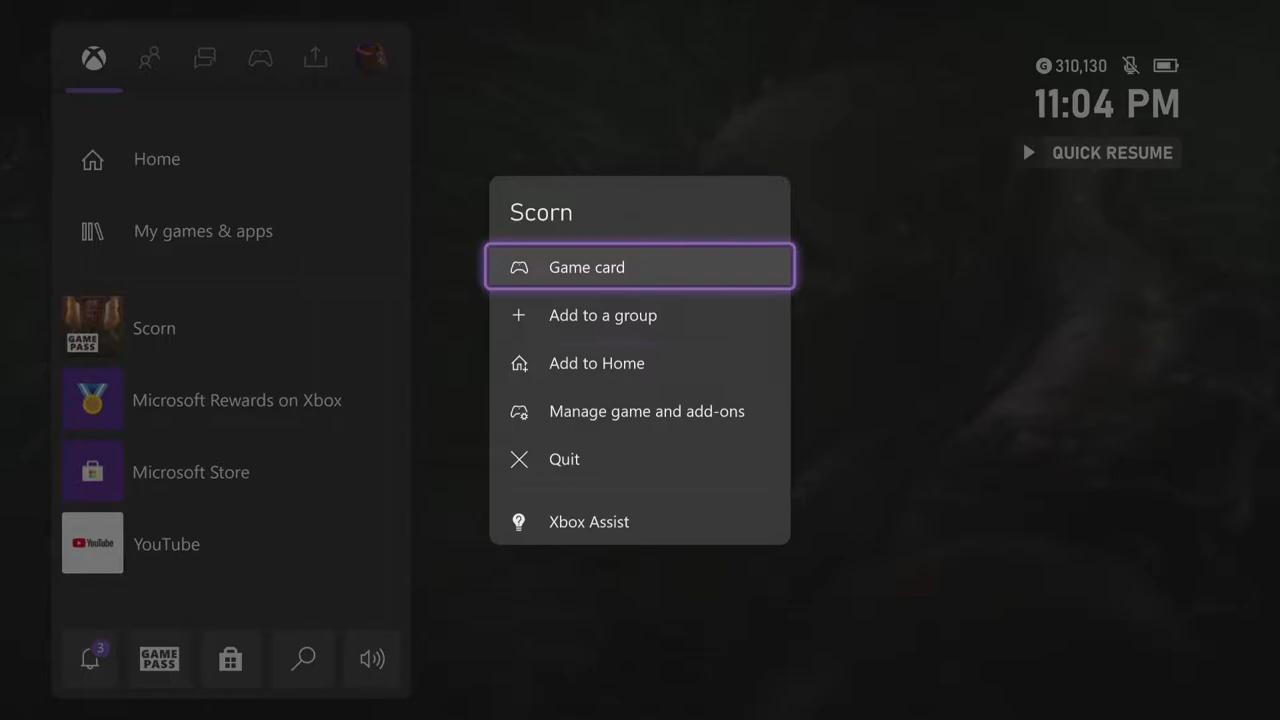 Home
My games & apps
GAME
PASS
Scorn
Microsoft Rewards on Xbox
Microsoft Store
YouTube
YouTube
3
GAME
PASS
Scorn
Game card
Add to a group
Add to Home
Manage game and add-ons
Quit
Xbox Assist
G 310,130
11:04 PM
QUICK RESUME